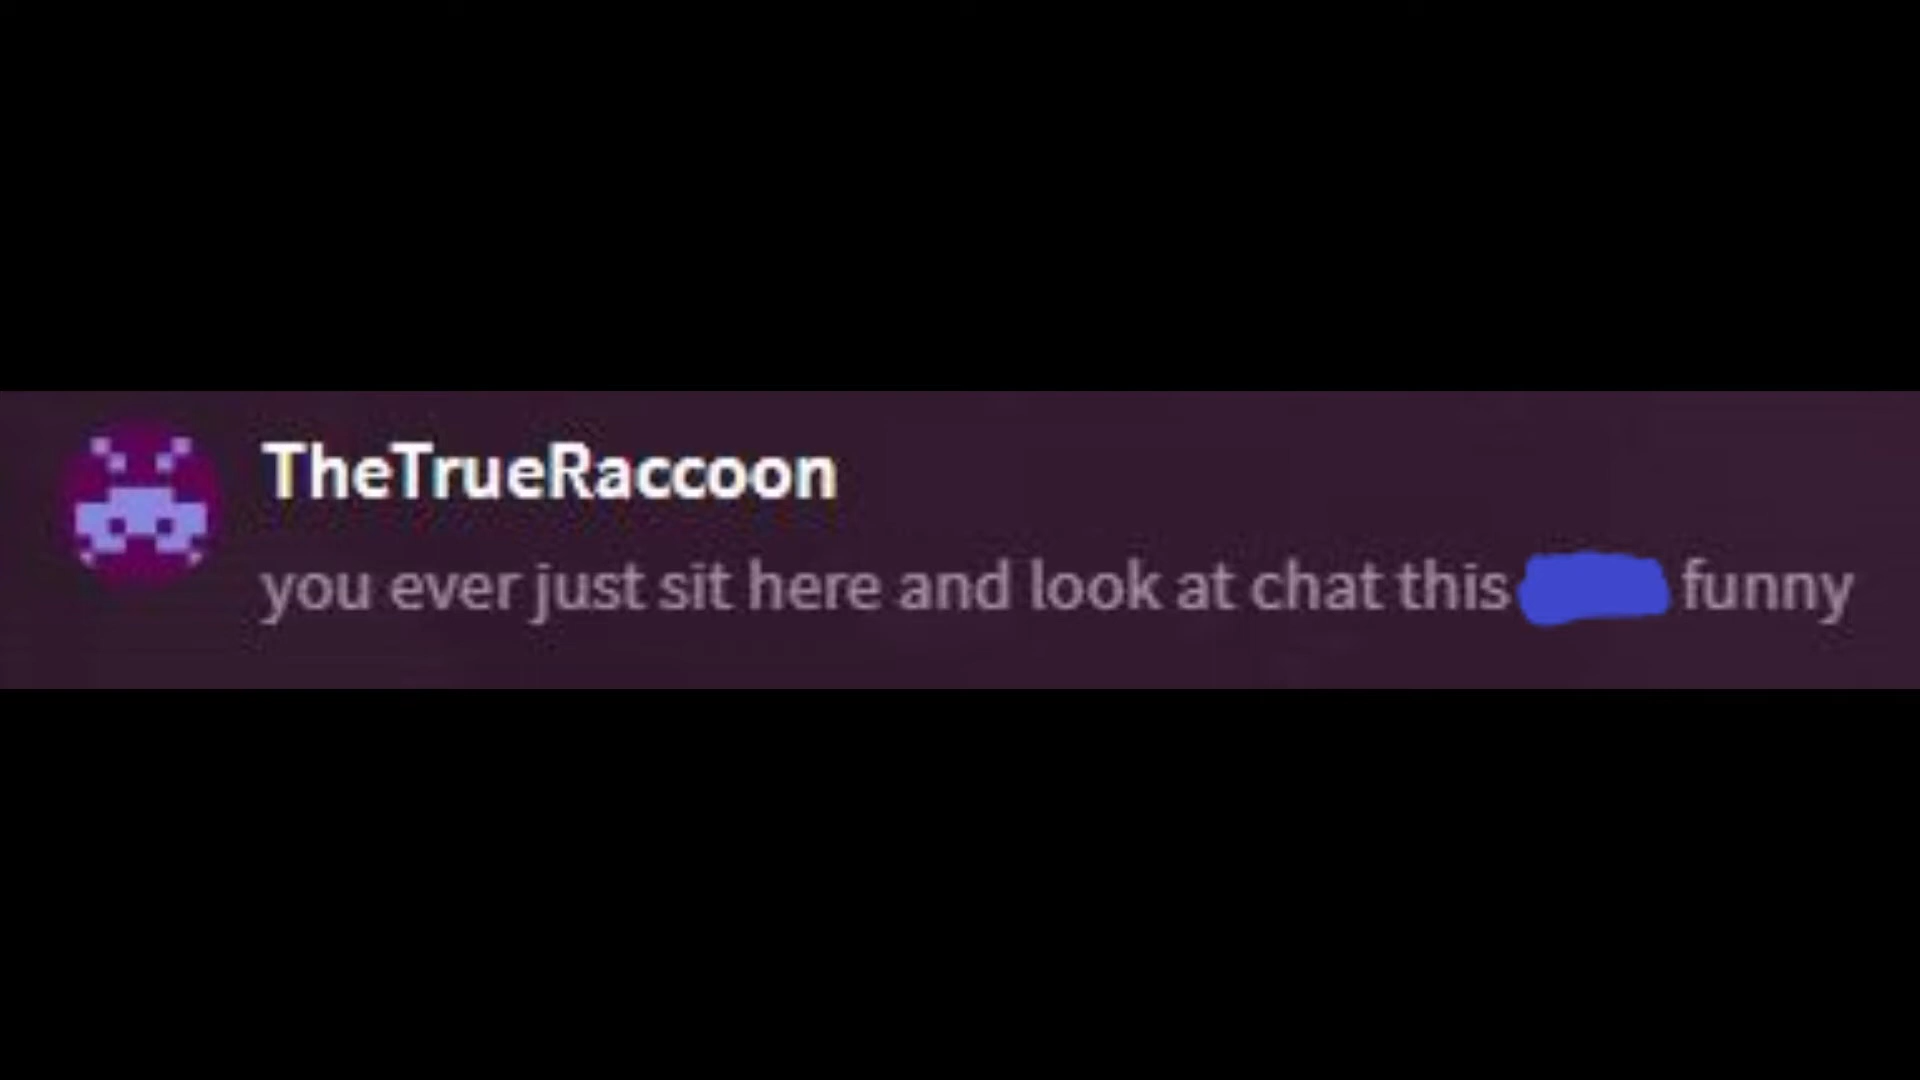 TheTrueRaccoon
you ever just sit here and look at chat this funny